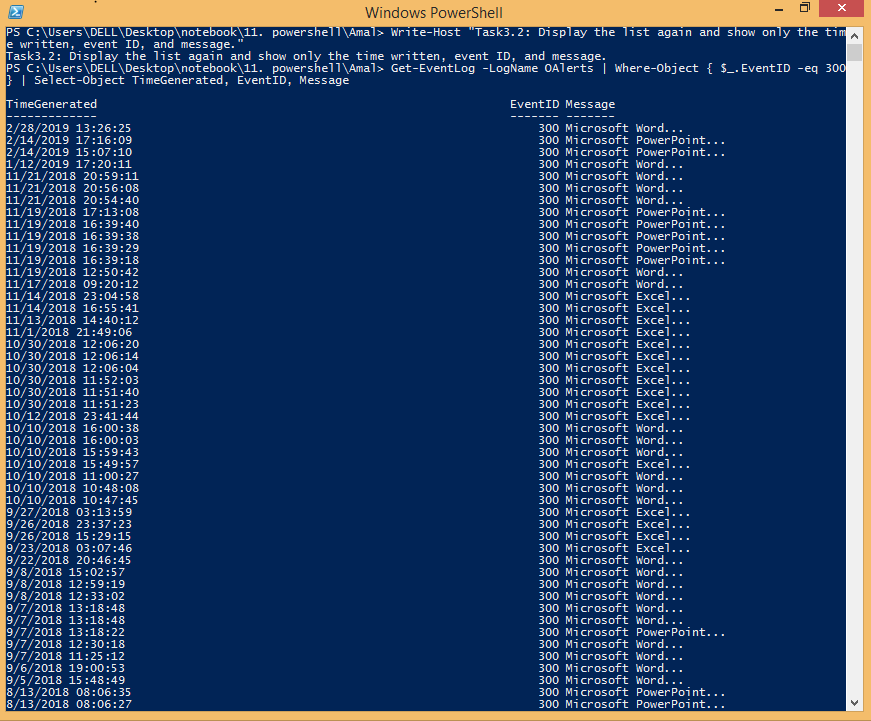 Windows PowerShell
PS C:\Users\DELL\Desktop\notebook\11. powershell\Amal> Write-Host "Task3.2: Display the list again and show only the tim
e written, event ID, and message."
Task3.2: Display the list again and show only the time written, event ID, and message.
PS C:\Users\DELL\Desktop\notebook\11. powershell\Amal> Get-EventLog -LogName OAlerts | Where-Object { $_.EventID -eq 300
} | Select-Object TimeGenerated, EventID, Message
TimeGenerated EventID Message
------------- ------- -------
2/28/2019 13:26:25 300 Microsoft Word...
2/14/2019 17:16:09 300 Microsoft PowerPoint...
2/14/2019 15:07:10 300 Microsoft PowerPoint...
1/12/2019 17:20:11 300 Microsoft Word...
11/21/2018 20:59:11 300 Microsoft Word...
11/21/2018 20:56:08 300 Microsoft Word...
11/21/2018 20:54:40 300 Microsoft Word...
11/19/2018 17:13:08 300 Microsoft PowerPoint...
11/19/2018 16:39:40 300 Microsoft PowerPoint...
11/19/2018 16:39:38 300 Microsoft PowerPoint...
11/19/2018 16:39:29 300 Microsoft PowerPoint...
11/19/2018 16:39:18 300 Microsoft PowerPoint...
11/19/2018 12:50:42 300 Microsoft Word...
11/17/2018 09:20:12 300 Microsoft Word...
11/14/2018 23:04:58 300 Microsoft Excel...
11/14/2018 16:55:41 300 Microsoft Excel...
11/13/2018 14:40:12 300 Microsoft Excel...
11/1/2018 21:49:06 300 Microsoft Excel...
10/30/2018 12:06:20 300 Microsoft Excel...
10/30/2018 12:06:14 300 Microsoft Excel...
10/30/2018 12:06:04 300 Microsoft Excel...
10/30/2018 11:52:03 300 Microsoft Excel...
10/30/2018 11:51:40 300 Microsoft Excel...
10/30/2018 11:51:23 300 Microsoft Excel...
10/12/2018 23:41:44 300 Microsoft Excel...
10/10/2018 16:00:38 300 Microsoft Word...
10/10/2018 16:00:03 300 Microsoft Word...
10/10/2018 15:59:43 300 Microsoft Word...
10/10/2018 15:49:57 300 Microsoft Excel...
10/10/2018 11:00:27 300 Microsoft Word...
10/10/2018 10:48:08 300 Microsoft Word...
10/10/2018 10:47:45 300 Microsoft Word...
9/27/2018 03:13:59 300 Microsoft Excel...
9/26/2018 23:37:23 300 Microsoft Excel...
9/26/2018 15:29:15 300 Microsoft Excel...
9/23/2018 03:07:46 300 Microsoft Excel...
9/22/2018 20:46:45 300 Microsoft Word...
9/8/2018 15:02:57 300 Microsoft Word...
9/8/2018 12:59:19 300 Microsoft Word...
9/8/2018 12:33:02 300 Microsoft Word...
9/7/2018 13:18:48 300 Microsoft Word...
9/7/2018 13:18:48 300 Microsoft Word...
9/7/2018 13:18:22 300 Microsoft PowerPoint...
9/7/2018 12:30:18 300 Microsoft Word...
9/7/2018 11:25:12 300 Microsoft Word...
9/6/2018 19:00:53 300 Microsoft Word...
9/5/2018 15:48:49 300 Microsoft Word...
8/13/2018 08:06:35 300 Microsoft PowerPoint...
8/13/2018 08:06:27 300 Microsoft PowerPoint...